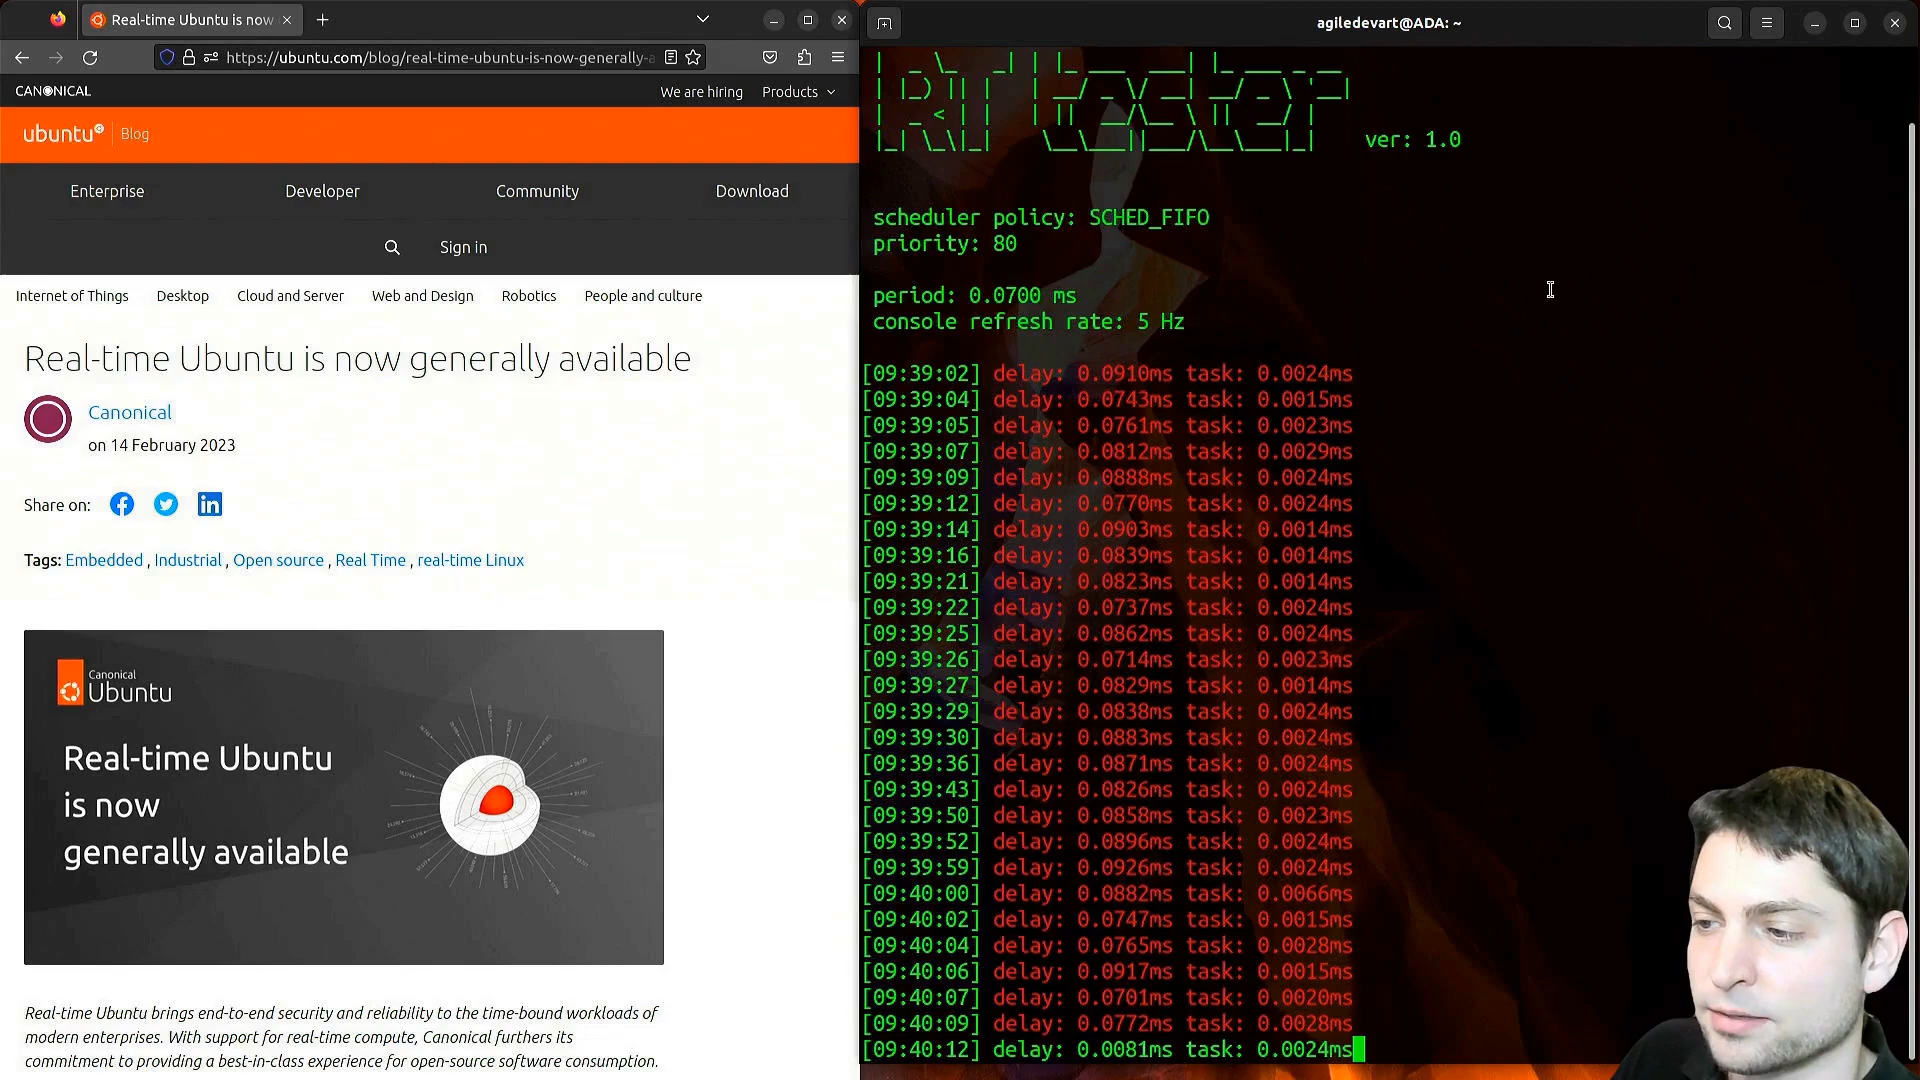 Real-time Ubuntu is now
CANONICAL
We are hiring
Products
https://ubuntu.com/blog/real-time-ubuntu-is-now-generally-a
ubuntu
Blog
Enterprise
Developer
Community
Download
Sign in
Internet of Things
Desktop
Cloud and Server
Web and Design
Robotics
People and culture
Real-time Ubuntu is now generally available
Canonical
on 14 February 2023
Share on:
Tags: Embedded , Industrial , Open source , Real Time , real-time Linux
Canonical
Ubuntu
Real-time Ubuntu
is now
generally available
Real-time Ubuntu brings end-to-end security and reliability to the time-bound workloads of
modern enterprises. With support for real-time compute, Canonical furthers its
commitment to providing a best-in-class experience for open-source software consumption.
agiledevart@ADA: ~
RT tester
ver: 1.0
scheduler policy: SCHED_FIFO
priority: 80
period: 0.0700 ms
console refresh rate: 5 Hz
[09:39:02] delay: 0.0910ms task: 0.0024ms
[09:39:04] delay: 0.0743ms task: 0.0015ms
[09:39:05] delay: 0.0761ms task: 0.0023ms
[09:39:07] delay: 0.0812ms task: 0.0029ms
[09:39:09] delay: 0.0888ms task: 0.0024ms
[09:39:12] delay: 0.0770ms task: 0.0024ms
[09:39:14] delay: 0.0903ms task: 0.0014ms
[09:39:16] delay: 0.0839ms task: 0.0014ms
[09:39:21] delay: 0.0823ms task: 0.0014ms
[09:39:22] delay: 0.0737ms task: 0.0024ms
[09:39:25] delay: 0.0862ms task: 0.0024ms
[09:39:26] delay: 0.0714ms task: 0.0023ms
[09:39:27] delay: 0.0829ms task: 0.0014ms
[09:39:29] delay: 0.0838ms task: 0.0024ms
[09:39:30] delay: 0.0883ms task: 0.0024ms
[09:39:36] delay: 0.0871ms task: 0.0024ms
[09:39:43] delay: 0.0826ms task: 0.0024ms
[09:39:50] delay: 0.0858ms task: 0.0023ms
[09:39:52] delay: 0.0896ms task: 0.0024ms
[09:39:59] delay: 0.0926ms task: 0.0024ms
[09:40:00] delay: 0.0882ms task: 0.0066ms
[09:40:02] delay: 0.0747ms task: 0.0015ms
[09:40:04] delay: 0.0765ms task: 0.0028ms
[09:40:06] delay: 0.0917ms task: 0.0015ms
[09:40:07] delay: 0.0701ms task: 0.0020ms
[09:40:09] delay: 0.0772ms task: 0.0028ms
[09:40:12] delay: 0.0081ms task: 0.0024ms